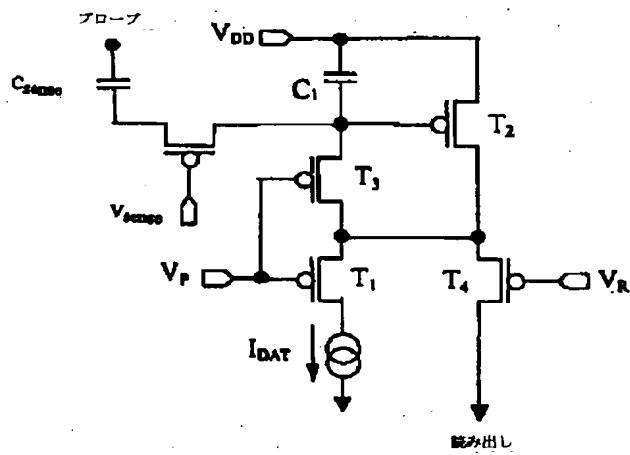 プローブ
V_DD
C_sense
C_1
T_2
V_sense
T_3
V_P
T_1
T_4
V_R
I_DAT
読み出し